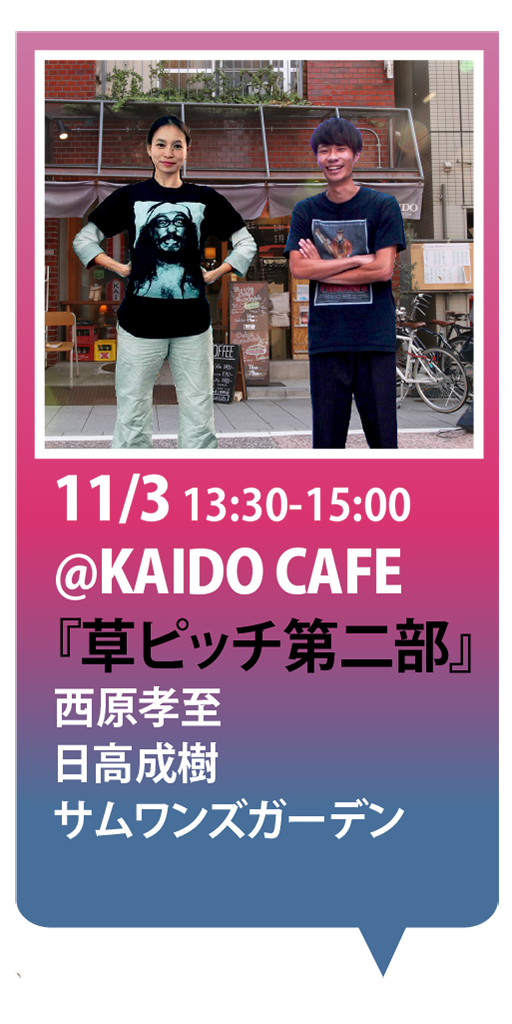 11/3 13:30-15:00
@KAIDO CAFE
『草ピッチ第二部』
西原孝至
日高成樹
サムワンズガーデン